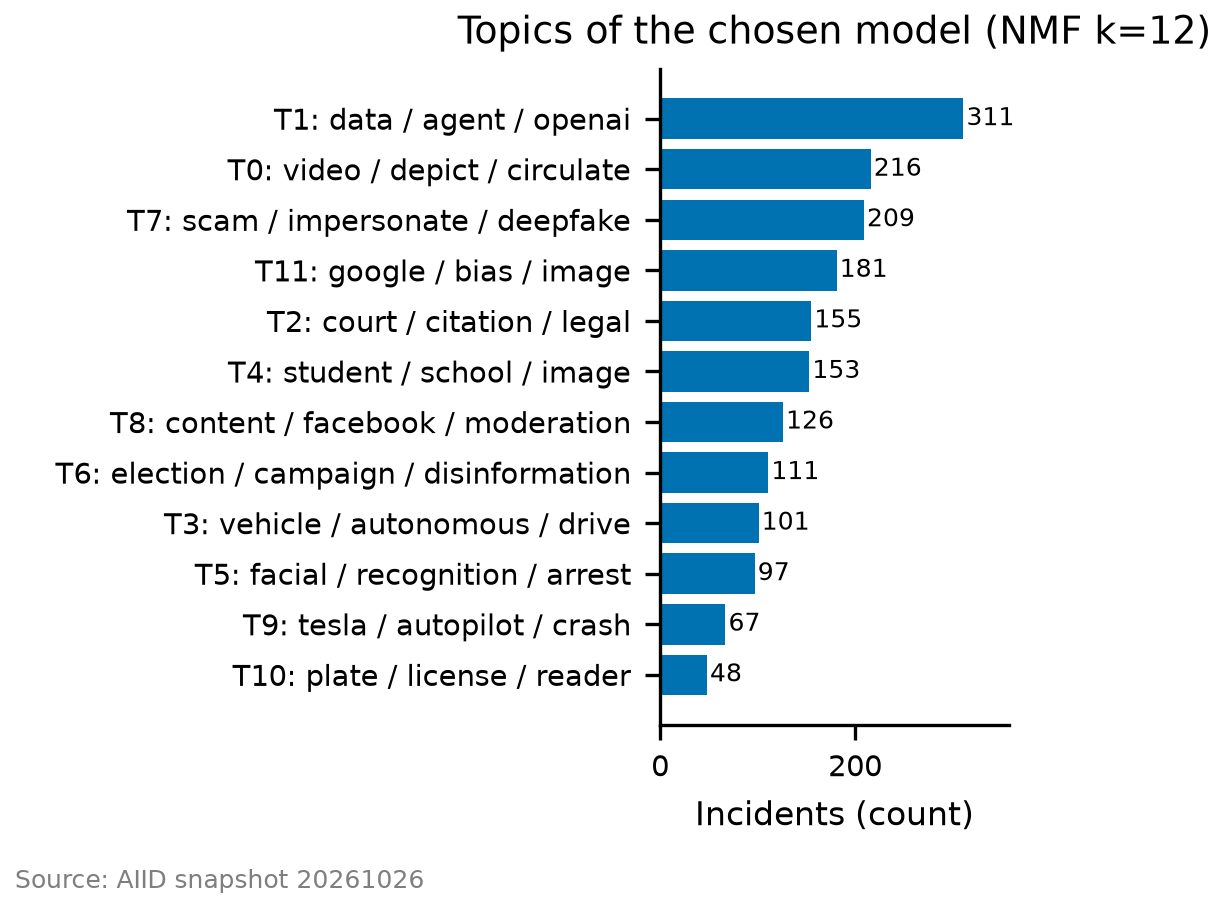 Topics of the chosen model (NMF k=12)
T1: data / agent / openai 311
T0: video / depict / circulate 216
T7: scam / impersonate / deepfake 209
T11: google / bias / image 181
T2: court / citation / legal 155
T4: student / school / image 153
T8: content / facebook / moderation 126
T6: election / campaign / disinformation 111
T3: vehicle / autonomous / drive 101
T5: facial / recognition / arrest 97
T9: tesla / autopilot / crash 67
T10: plate / license / reader 48
0 200
Incidents (count)
Source: AIID snapshot 20261026